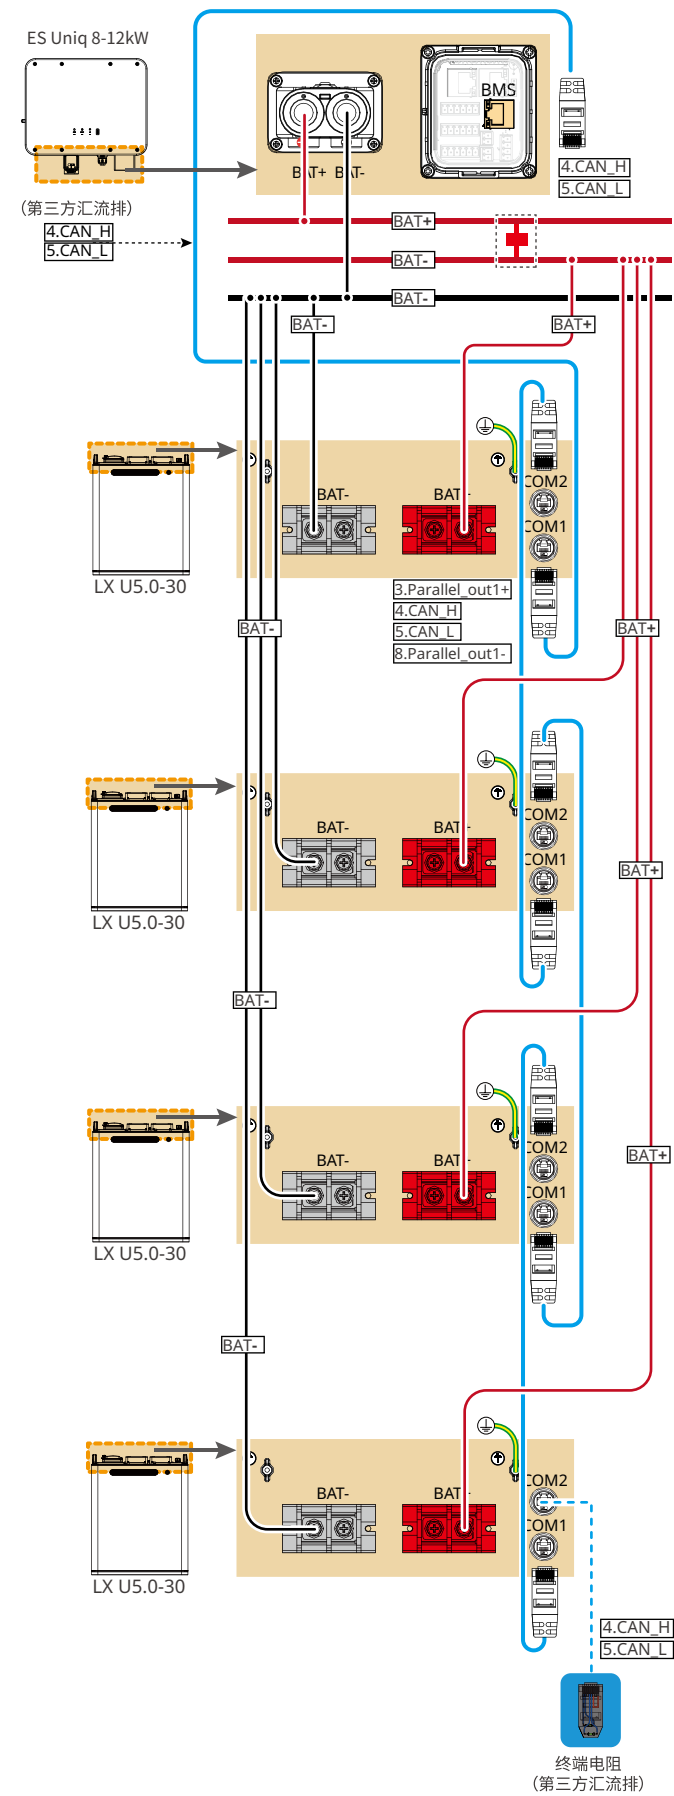 ES Uniq 8-12kW
BMS
BAT+ BAT-
4.CAN_H
5.CAN_L
(第三方汇流排)
4.CAN_H
5.CAN_L
BAT+
BAT-
BAT-
BAT-
BAT+
BAT-
BAT+
COM2
COM1
LX U5.0-30
3.Parallel_out1+
4.CAN_H
5.CAN_L
8.Parallel_out1-
BAT-
BAT+
BAT-
BAT+
COM2
COM1
BAT+
LX U5.0-30
BAT-
BAT-
BAT+
COM2
COM1
BAT+
LX U5.0-30
BAT-
BAT-
BAT+
COM2
COM1
LX U5.0-30
4.CAN_H
5.CAN_L
终端电阻
(第三方汇流排)